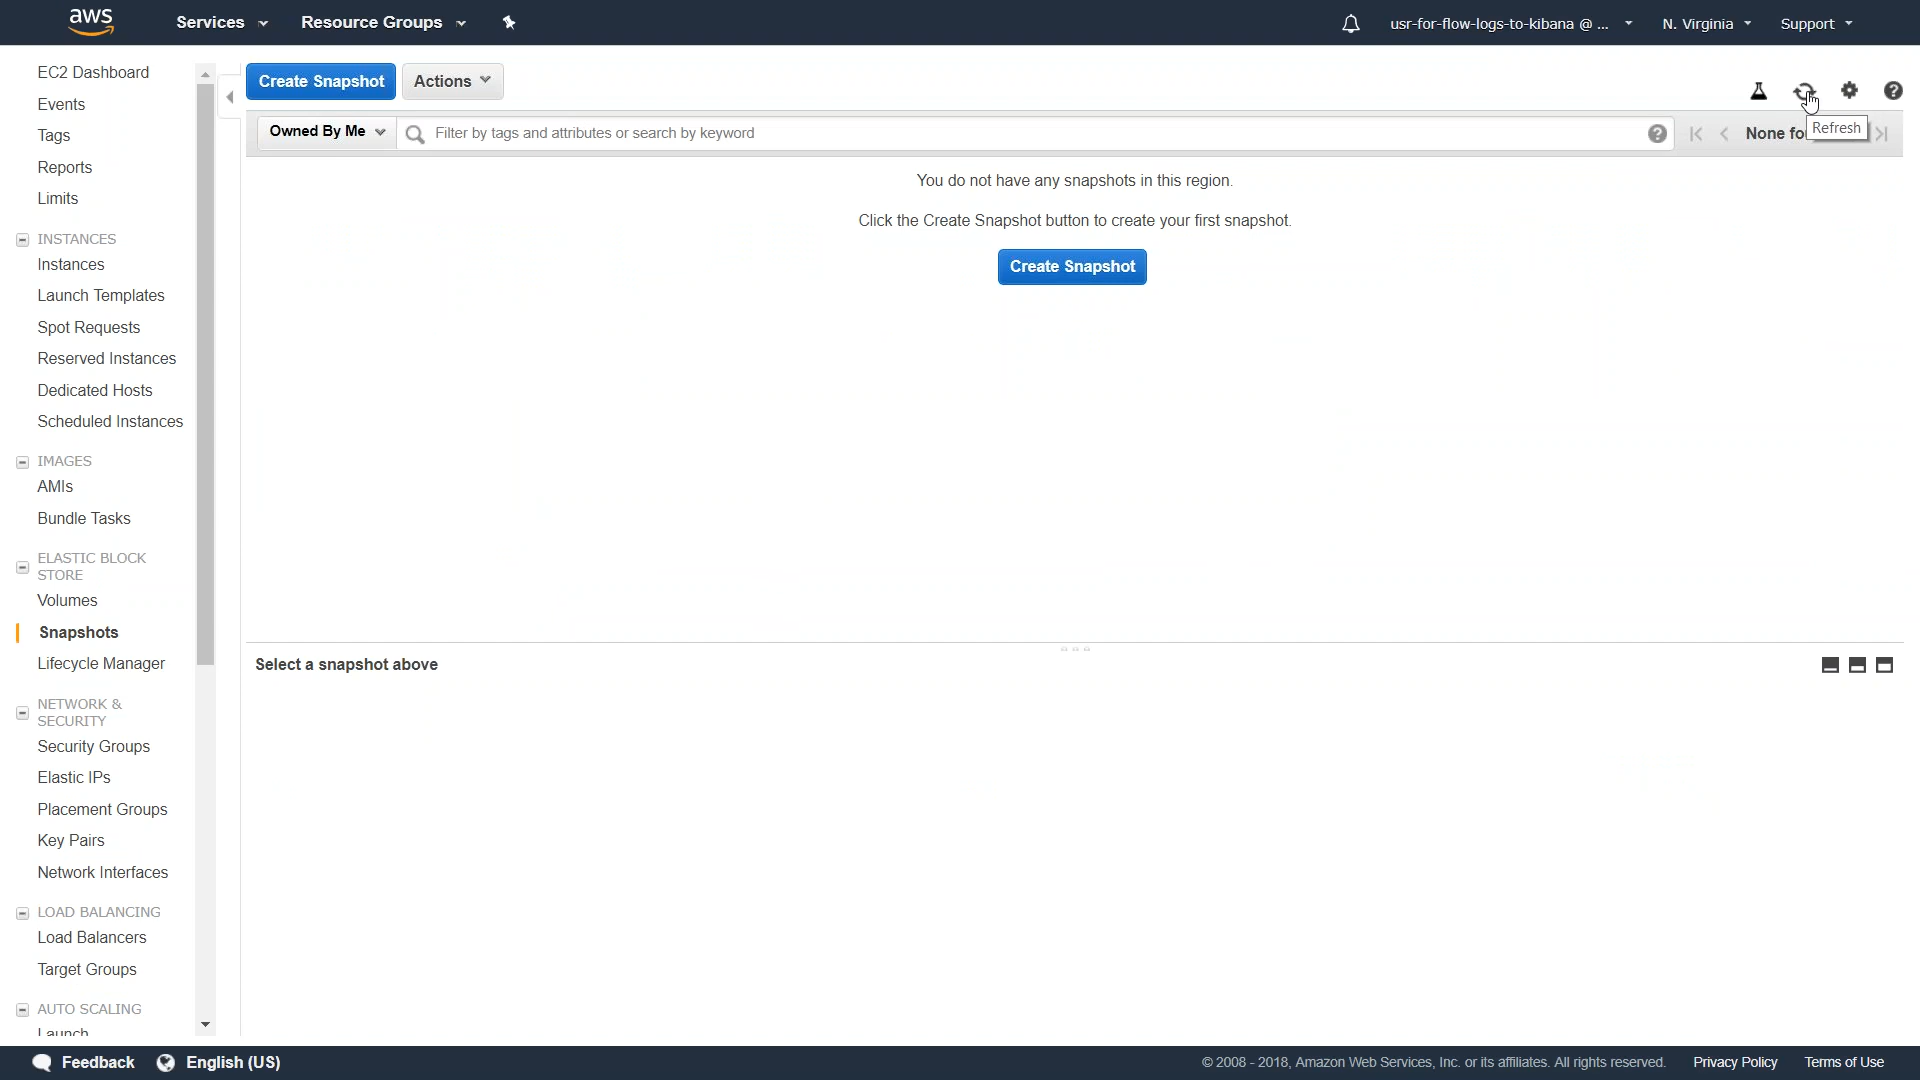 aws
Services
Resource Groups
usr-for-flow-logs-to-kibana @ ...
N. Virginia
Support
EC2 Dashboard
Events
Tags
Reports
Limits
INSTANCES
Instances
Launch Templates
Spot Requests
Reserved Instances
Dedicated Hosts
Scheduled Instances
IMAGES
AMIs
Bundle Tasks
ELASTIC BLOCK
STORE
Volumes
Snapshots
Lifecycle Manager
NETWORK &
SECURITY
Security Groups
Elastic IPs
Placement Groups
Key Pairs
Network Interfaces
LOAD BALANCING
Load Balancers
Target Groups
AUTO SCALING
Launch
Create Snapshot
Actions
Owned By Me
Filter by tags and attributes or search by keyword
None
Refresh
You do not have any snapshots in this region.
Click the Create Snapshot button to create your first snapshot.
Create Snapshot
Select a snapshot above
Feedback
English (US)
© 2008 - 2018, Amazon Web Services, Inc. or its affiliates. All rights reserved.
Privacy Policy
Terms of Use